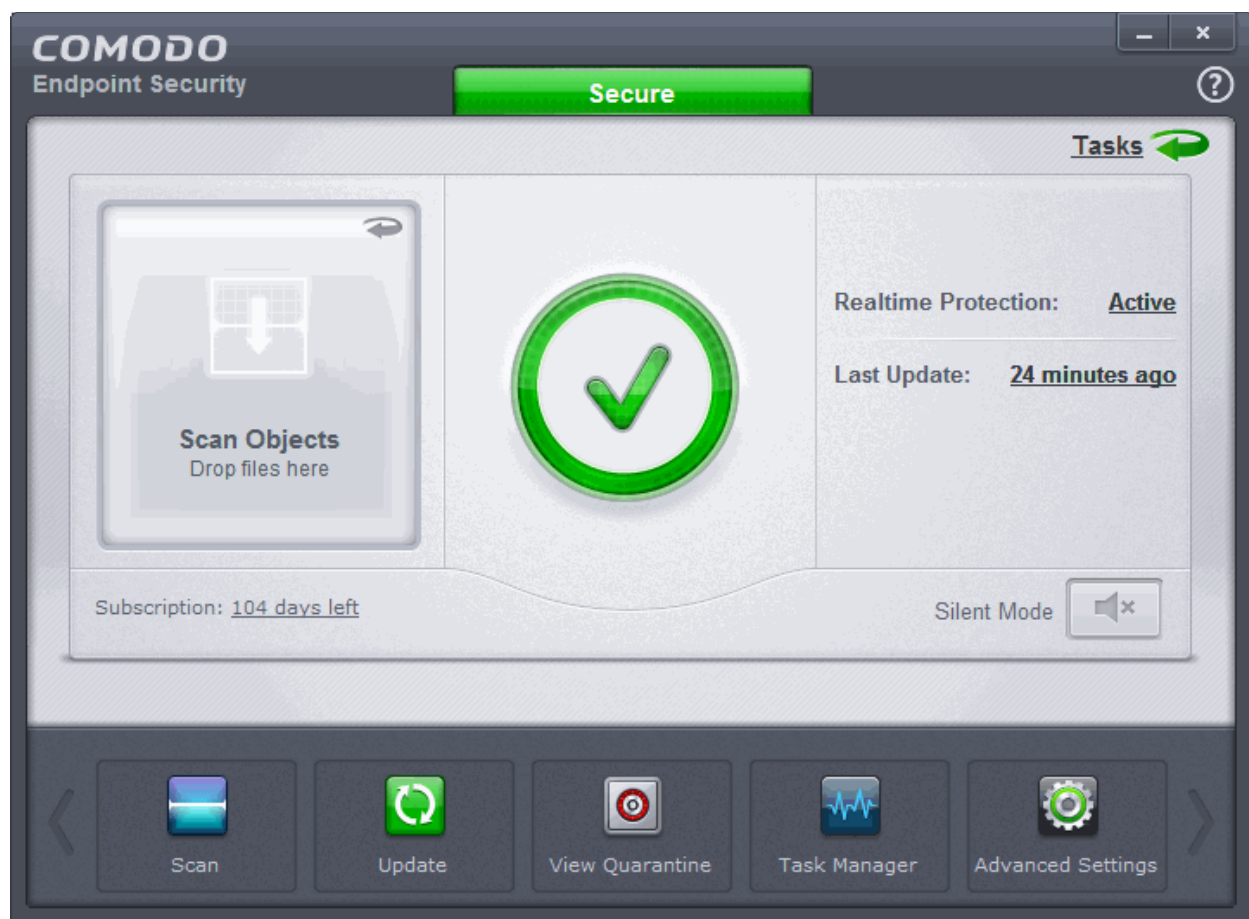 COMODO
Endpoint Security
Secure
?
Tasks
Scan Objects
Drop files here
Realtime Protection: Active
Last Update: 24 minutes ago
Subscription: 104 days left
Silent Mode
Scan
Update
View Quarantine
Task Manager
Advanced Settings